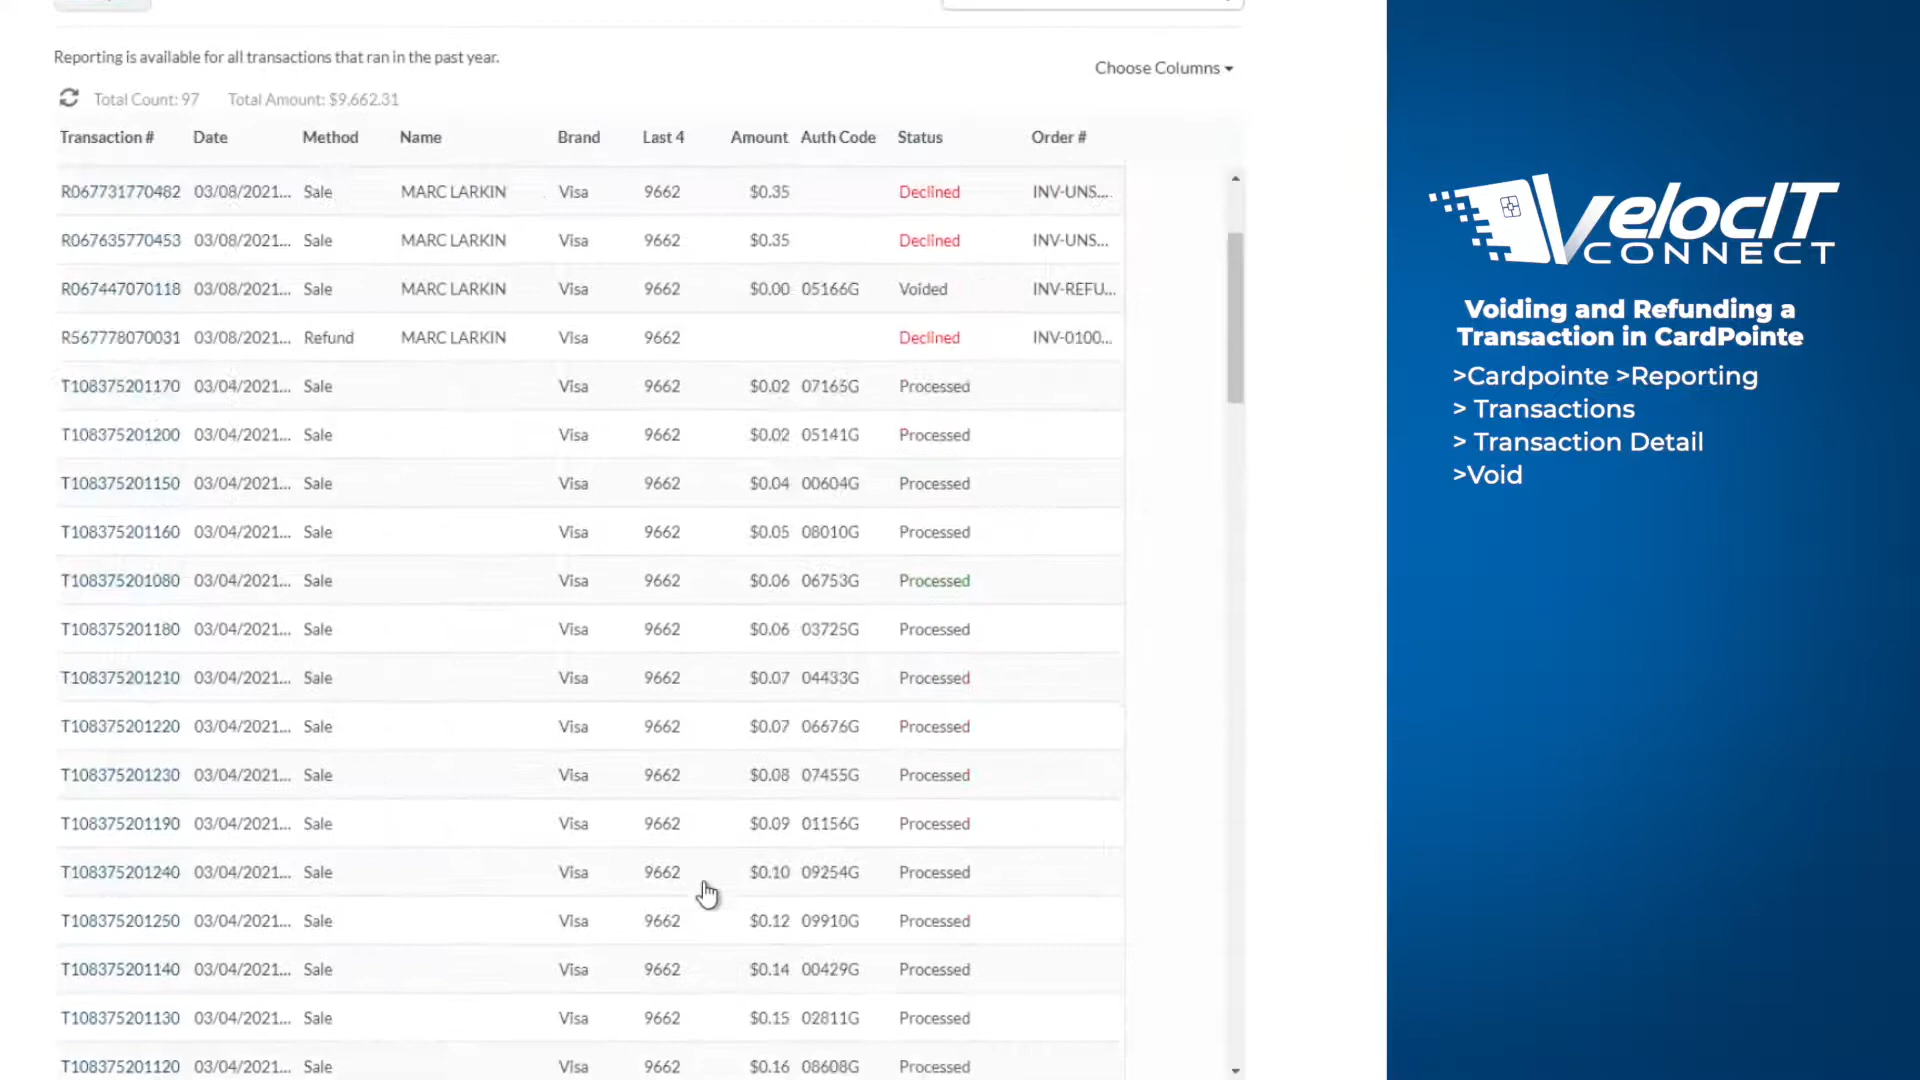 Reporting is available for all transactions that ran in the past year.
Choose Columns
Total Count: 97 Total Amount: $9,662.31
Transaction # Date Method Name Brand Last 4 Amount Auth Code Status Order #
R067731770482 03/08/2021... Sale MARC LARKIN Visa 9662 $0.35 Declined INV-UNS...
R067635770453 03/08/2021... Sale MARC LARKIN Visa 9662 $0.35 Declined INV-UNS...
R067447070118 03/08/2021... Sale MARC LARKIN Visa 9662 $0.00 05166G Voided INV-REFU...
R567778070031 03/08/2021... Refund MARC LARKIN Visa 9662 Declined INV-0100...
T108375201170 03/04/2021... Sale Visa 9662 $0.02 07165G Processed
T108375201200 03/04/2021... Sale Visa 9662 $0.02 05141G Processed
T108375201150 03/04/2021... Sale Visa 9662 $0.04 00604G Processed
T108375201160 03/04/2021... Sale Visa 9662 $0.05 08010G Processed
T108375201080 03/04/2021... Sale Visa 9662 $0.06 06753G Processed
T108375201180 03/04/2021... Sale Visa 9662 $0.06 03725G Processed
T108375201210 03/04/2021... Sale Visa 9662 $0.07 04433G Processed
T108375201220 03/04/2021... Sale Visa 9662 $0.07 06676G Processed
T108375201230 03/04/2021... Sale Visa 9662 $0.08 07455G Processed
T108375201190 03/04/2021... Sale Visa 9662 $0.09 01156G Processed
T108375201240 03/04/2021... Sale Visa 9662 $0.10 09254G Processed
T108375201250 03/04/2021... Sale Visa 9662 $0.12 09910G Processed
T108375201140 03/04/2021... Sale Visa 9662 $0.14 00429G Processed
T108375201130 03/04/2021... Sale Visa 9662 $0.15 02811G Processed
T108375201120 03/04/2021... Sale Visa 9662 $0.16 08608G Processed
VelocIT
CONNECT
Voiding and Refunding a
Transaction in CardPointe
>Cardpointe >Reporting
> Transactions
> Transaction Detail
>Void